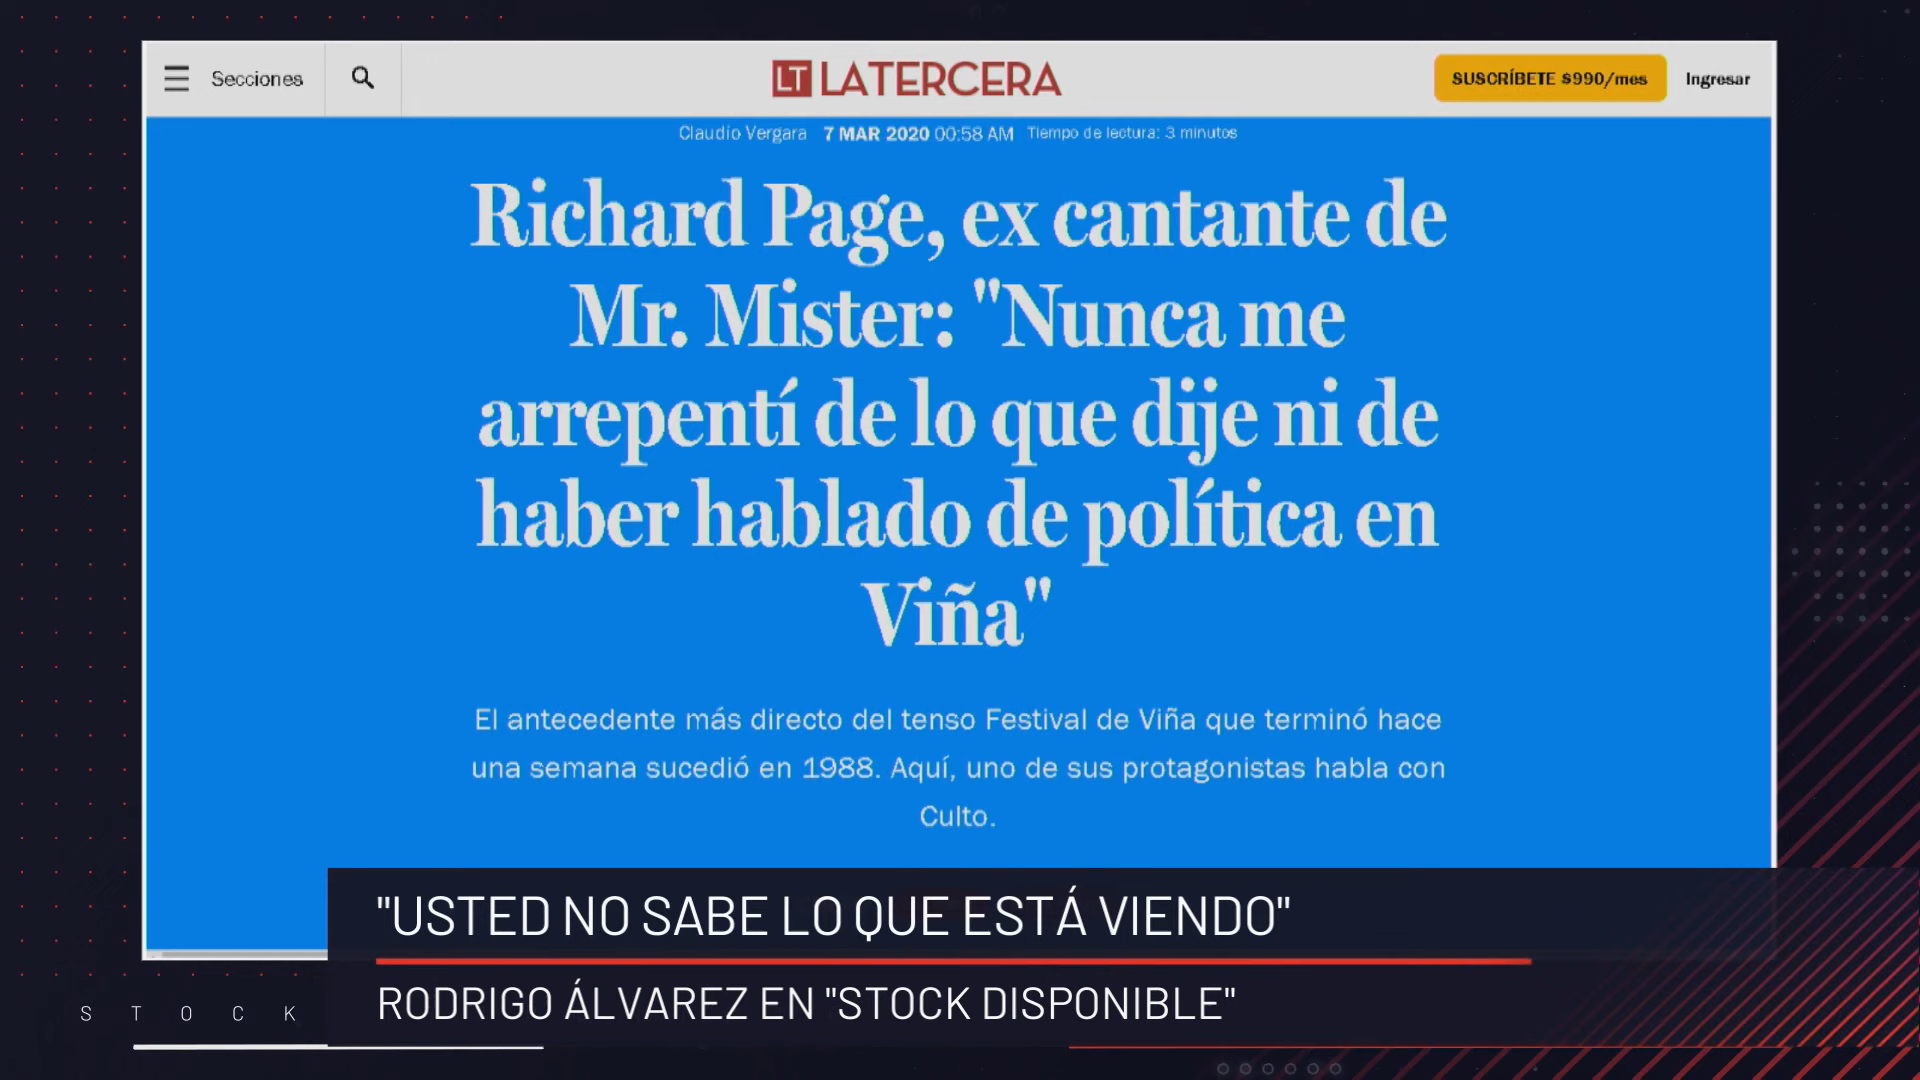 Secciones
LT LATERCERA
SUSCRÍBETE $990/mes
Ingresar
Claudio Vergara 7 MAR 2020 00:58 AM Tiempo de lectura: 3 minutos
Richard Page, ex cantante de
Mr. Mister: "Nunca me
arrepentí de lo que dije ni de
haber hablado de política en
Viña"
El antecedente más directo del tenso Festival de Viña que terminó hace
una semana sucedió en 1988. Aquí, uno de sus protagonistas habla con
Culto.
"USTED NO SABE LO QUE ESTÁ VIENDO"
RODRIGO ÁLVAREZ EN "STOCK DISPONIBLE"
STOCK